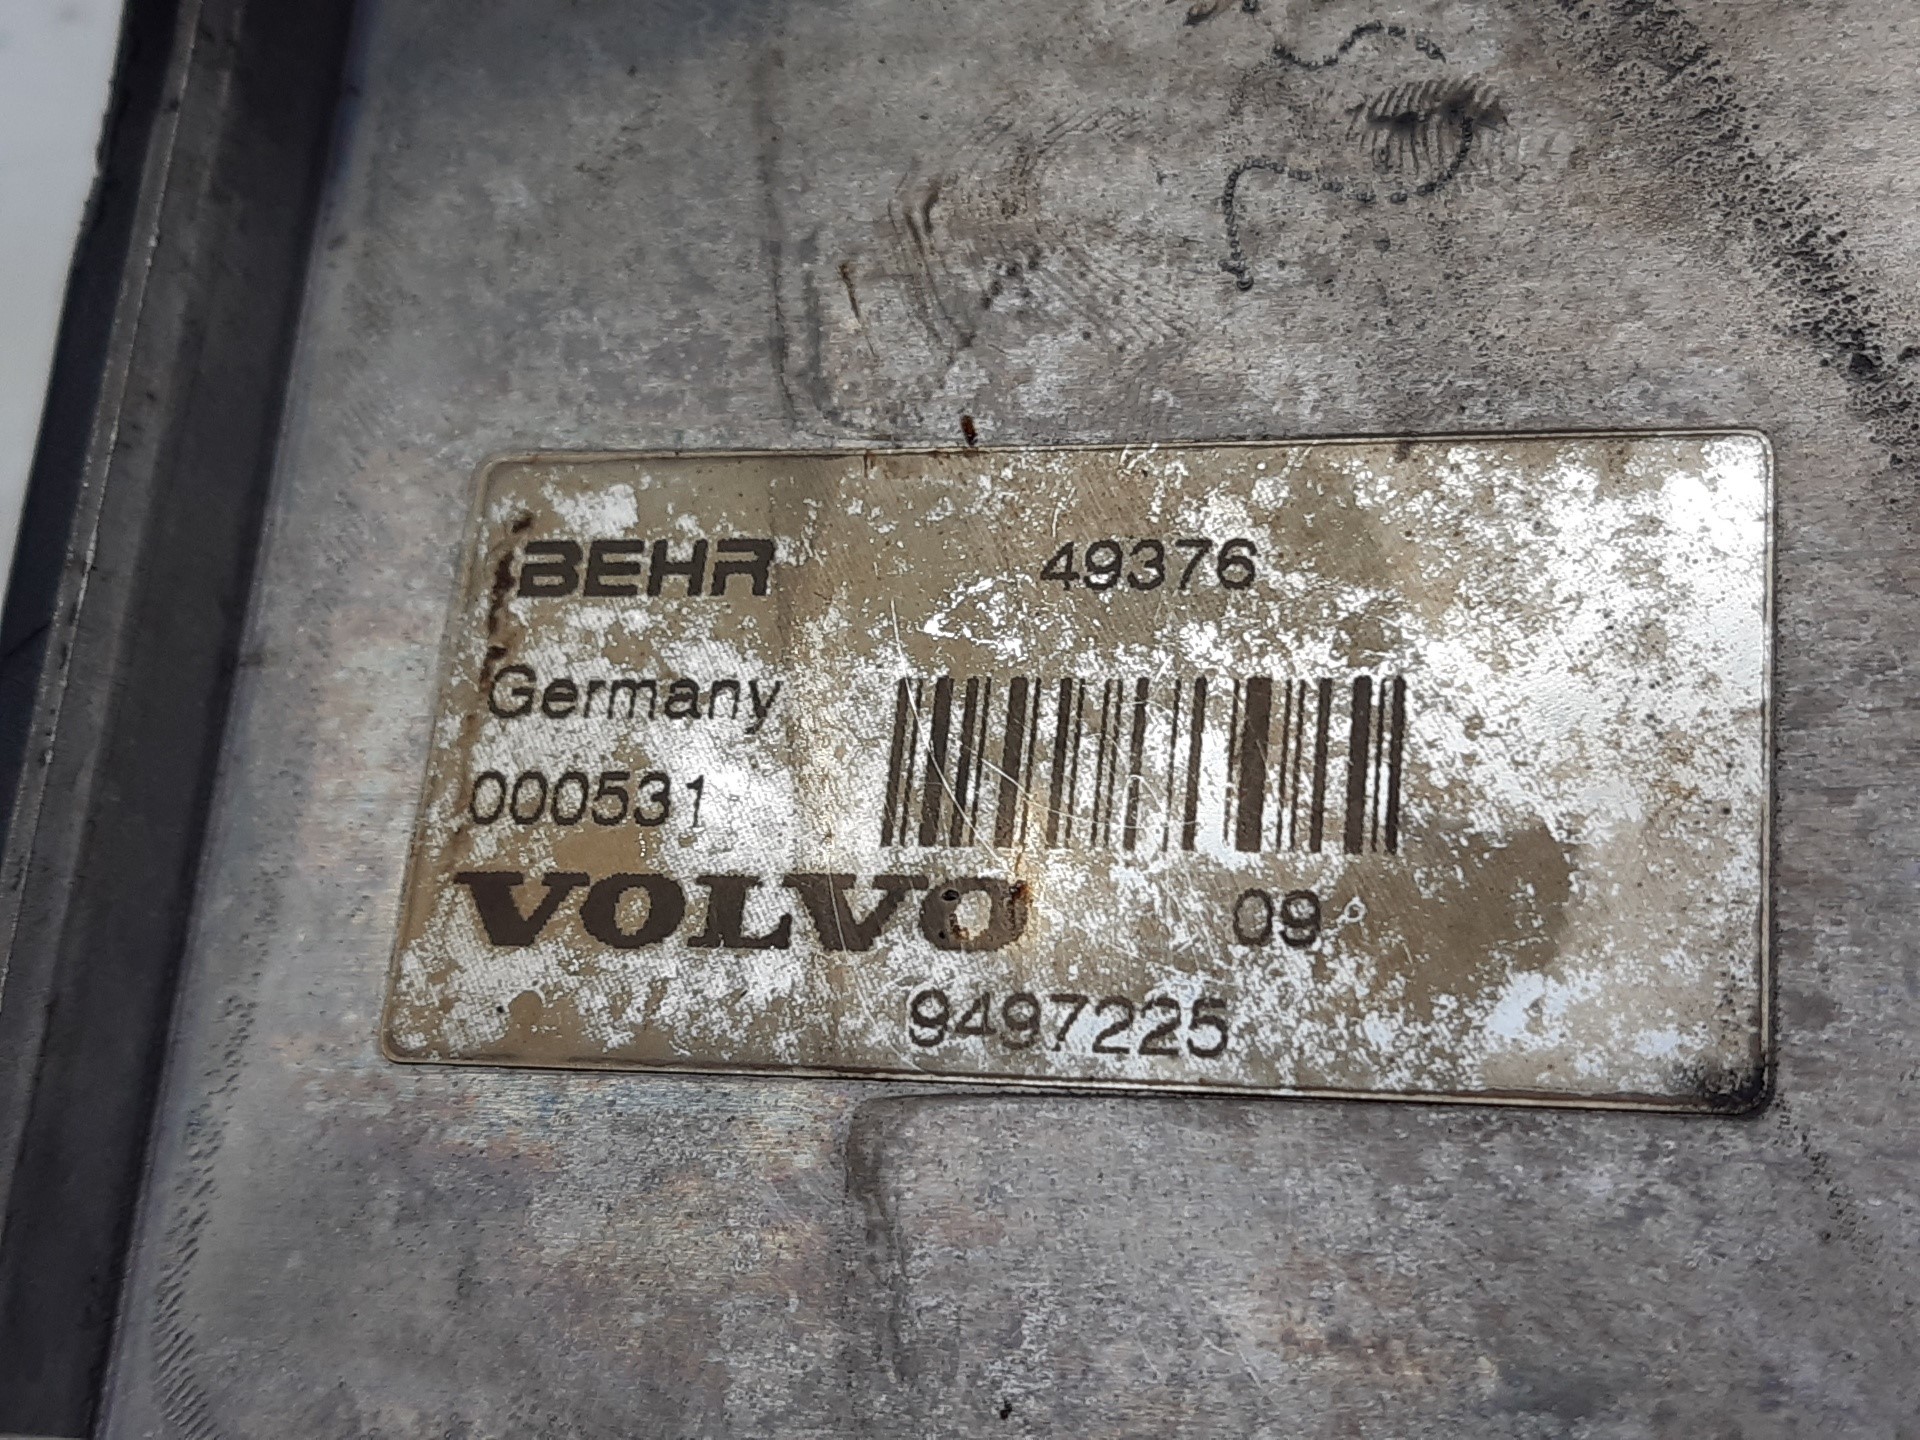 BEHR 49376
Germany
000531
VOLVO 09
9497225